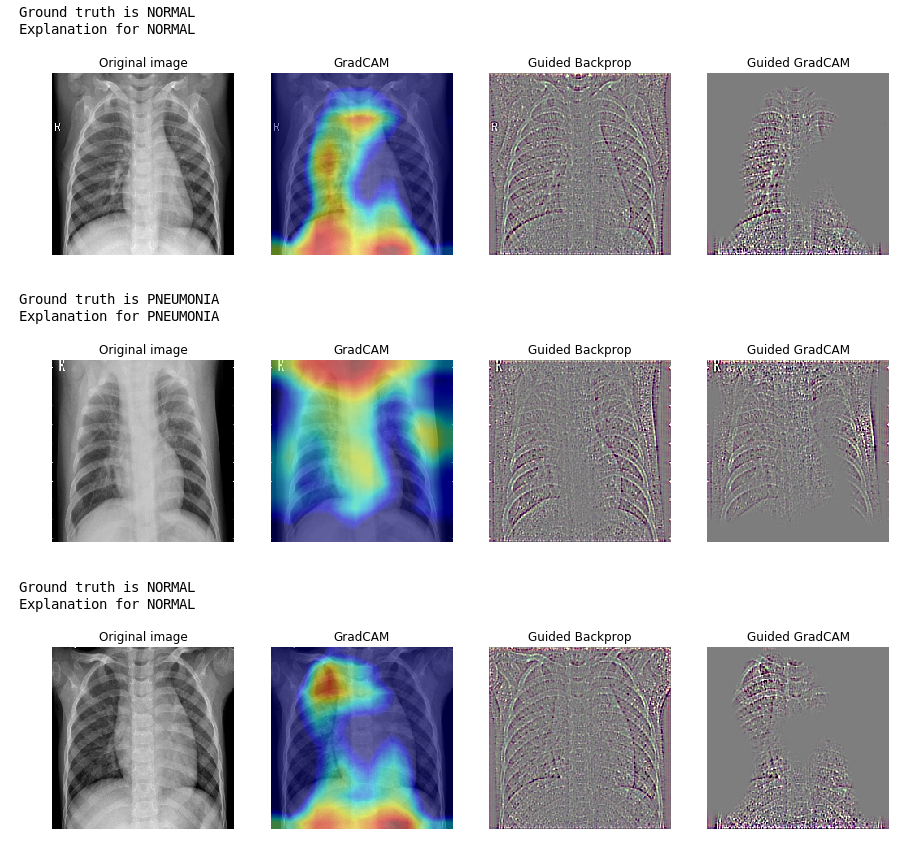 Ground truth is NORMAL
Explanation for NORMAL
Original image
GradCAM
Guided Backprop
Guided GradCAM
R
R
R
Ground truth is PNEUMONIA
Explanation for PNEUMONIA
Original image
GradCAM
Guided Backprop
Guided GradCAM
R
R
R
R
Ground truth is NORMAL
Explanation for NORMAL
Original image
GradCAM
Guided Backprop
Guided GradCAM